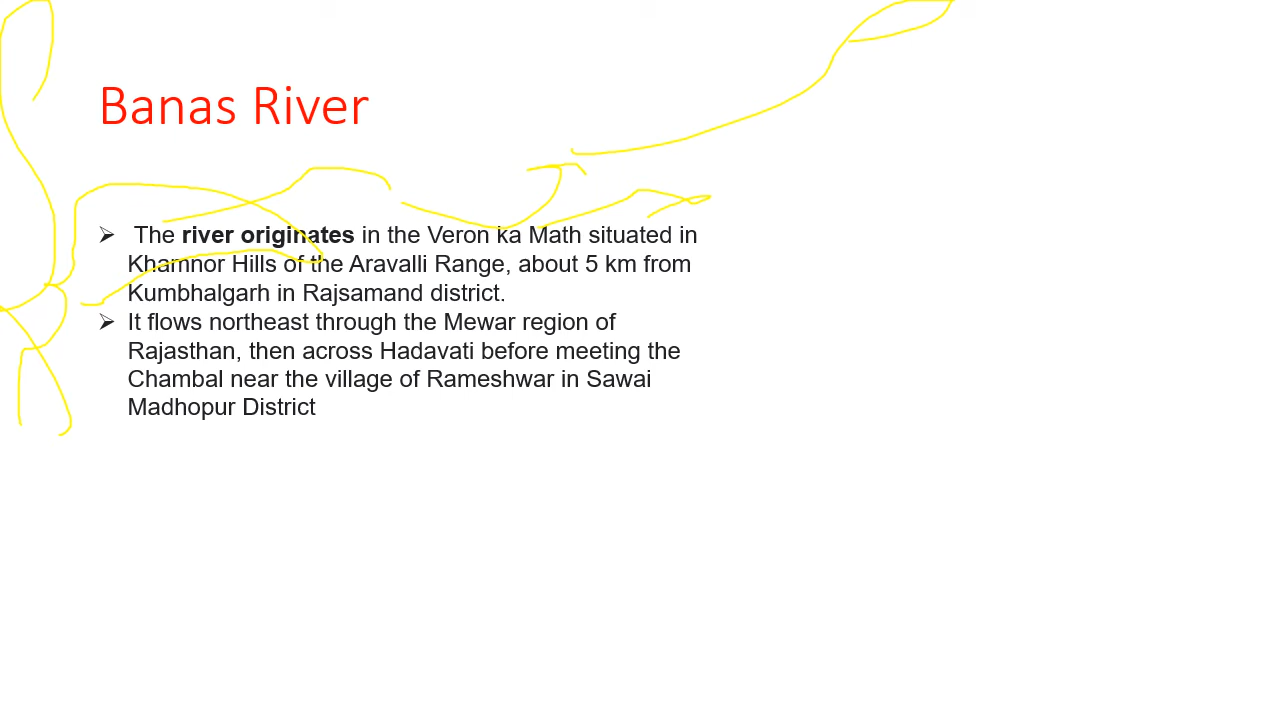 Banas River
➢ The river originates in the Veron ka Math situated in
Khamnor Hills of the Aravalli Range, about 5 km from
Kumbhalgarh in Rajsamand district.
➢ It flows northeast through the Mewar region of
Rajasthan, then across Hadavati before meeting the
Chambal near the village of Rameshwar in Sawai
Madhopur District